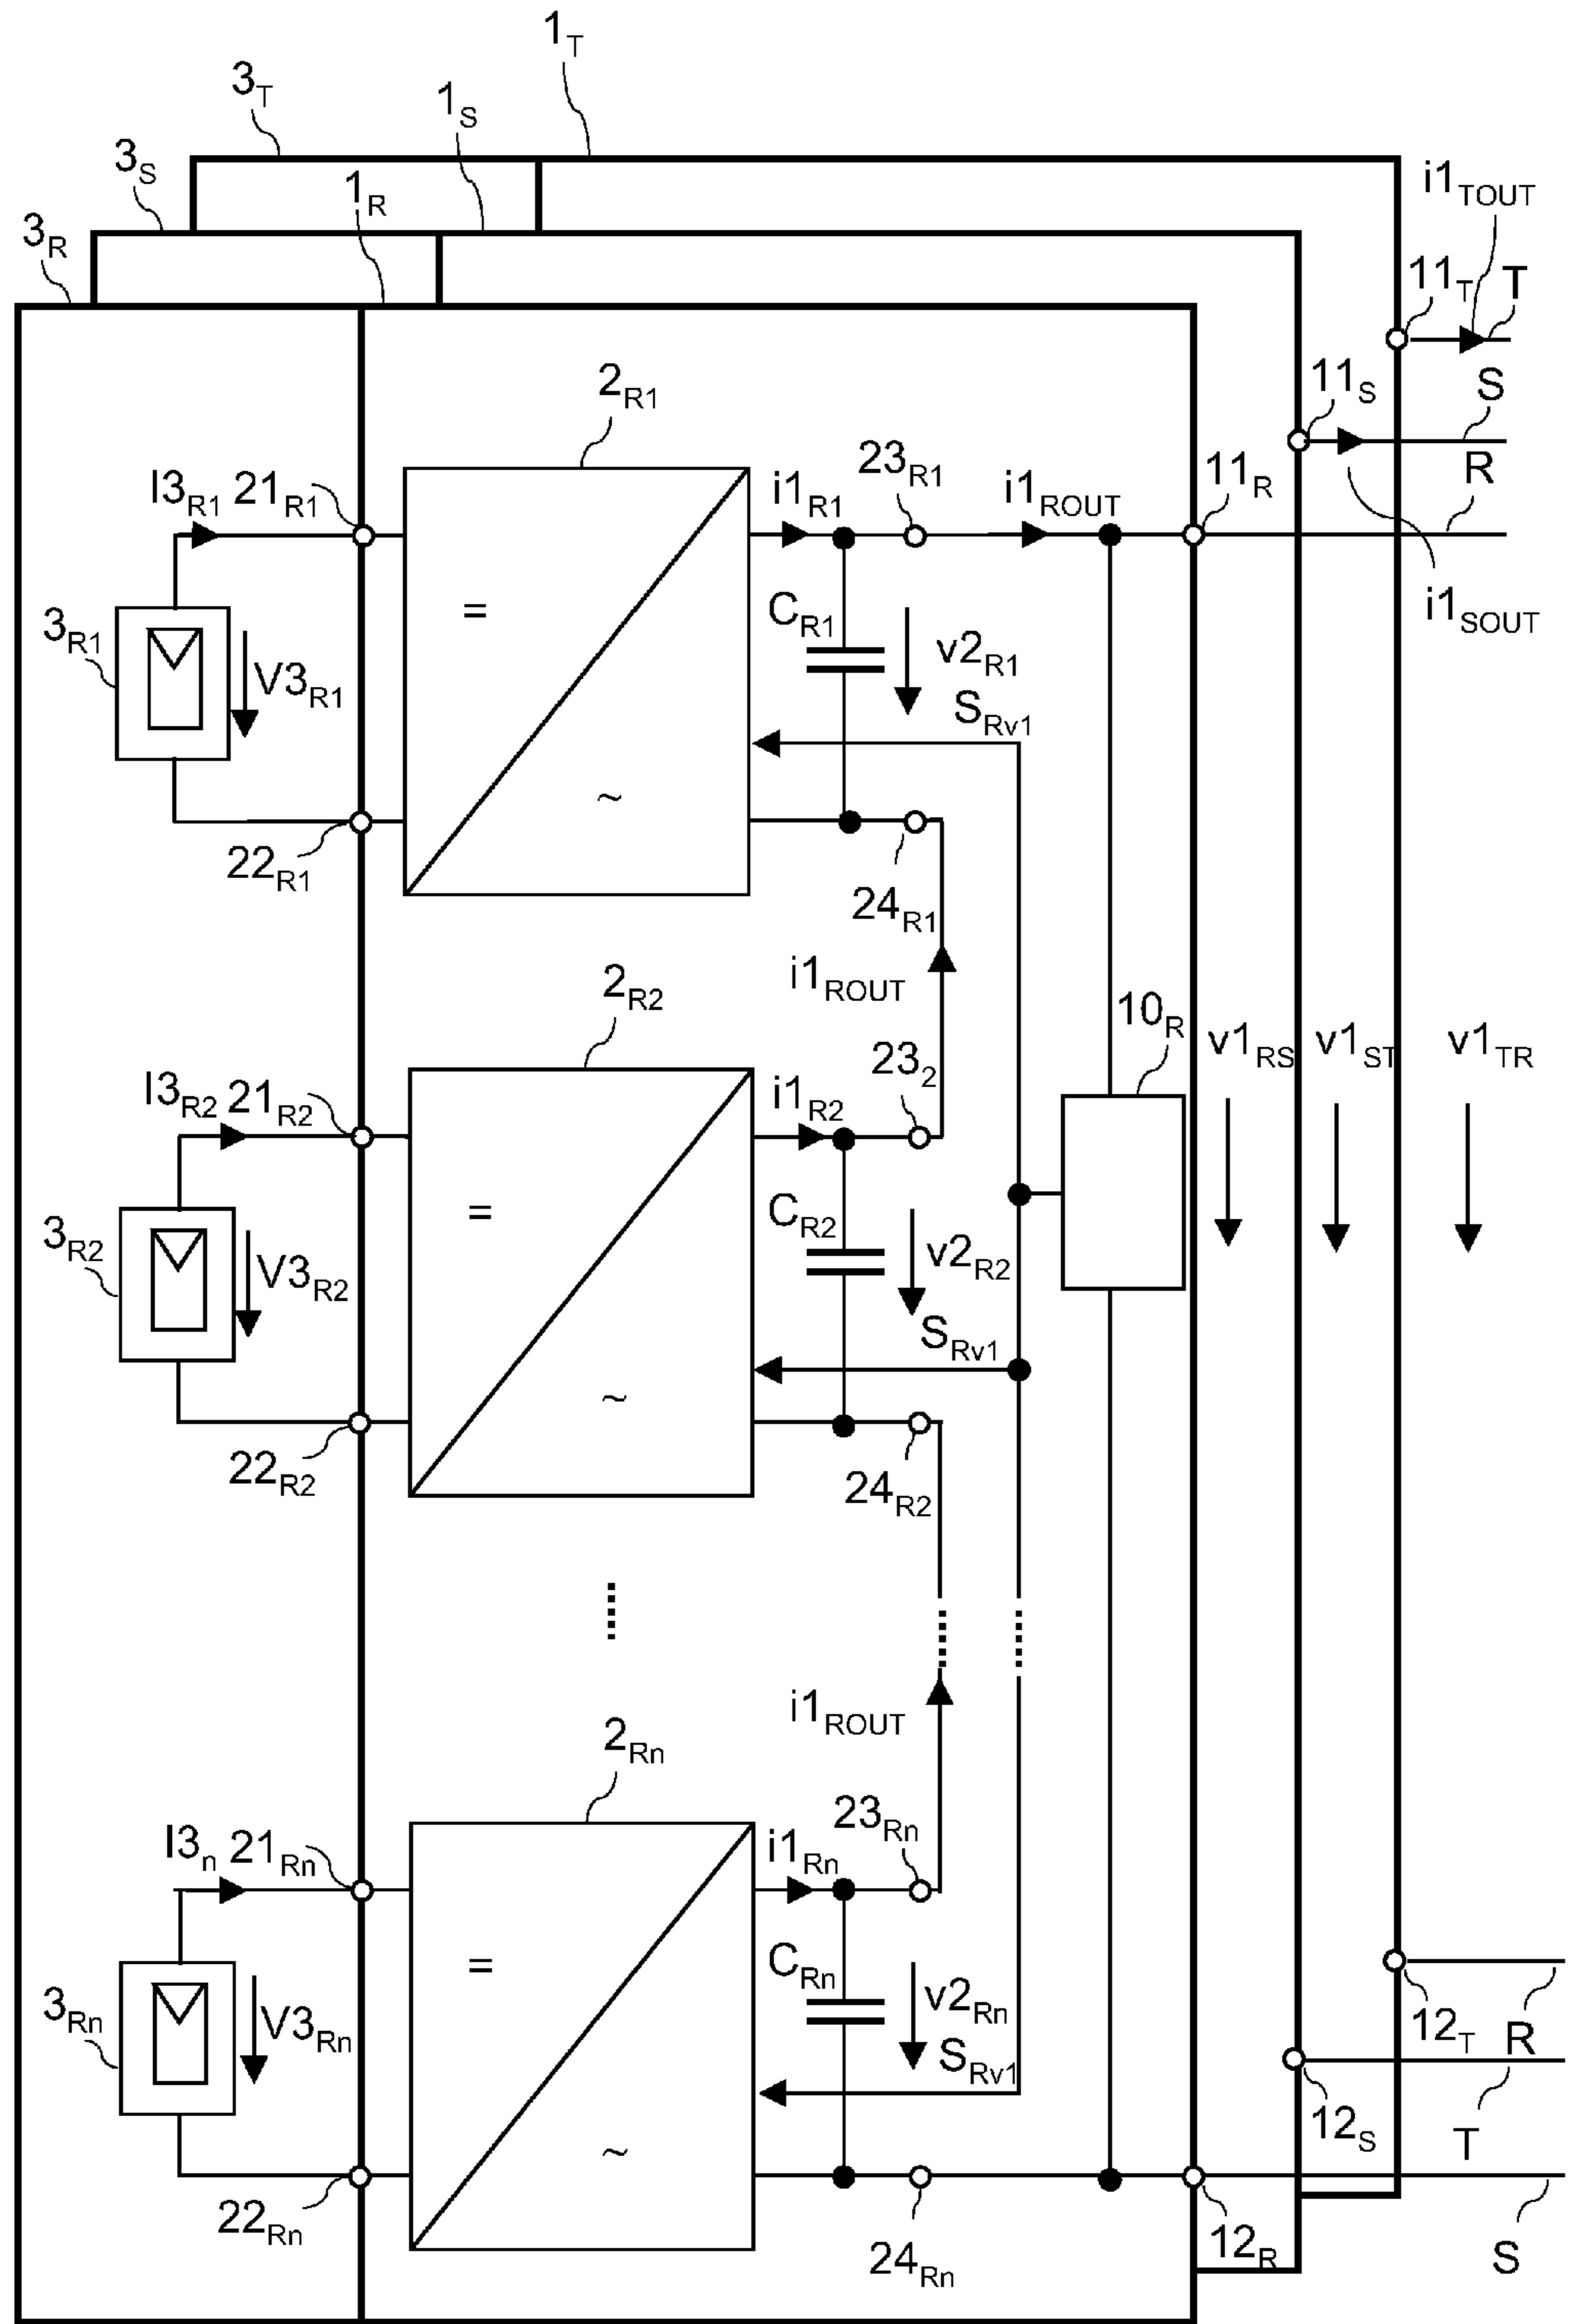 1T
3T
1S
3S
1R
3R
i1TOUT
11T
T
11S
S
2R1
I3R1
21R1
i1R1
23R1
i1ROUT
11R
R
=
CR1
3R1
V3R1
v2R1
i1SOUT
SRv1
~
22R1
24R1
i1ROUT
2R2
10R
v1RS
v1ST
v1TR
I3R2
21R2
i1R2
232
=
CR2
3R2
V3R2
v2R2
SRv1
~
22R2
24R2
i1ROUT
2Rn
I3n
21Rn
i1Rn
23Rn
=
CRn
3Rn
V3Rn
v2Rn
SRv1
12T
R
~
12S
T
22Rn
24Rn
12R
S